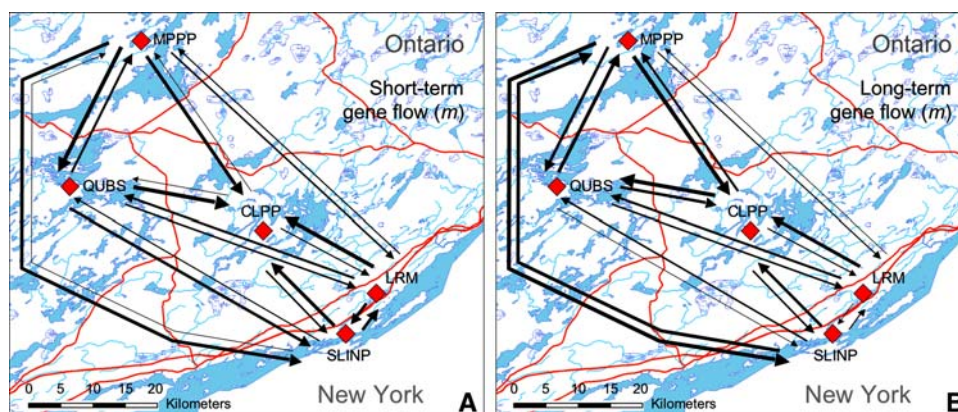 MPPP
Ontario
Short-term
gene flow (m)
QUBS
CLPP
LRM
SLINP
New York
0 5 10 15 20
Kilometers
A
MPPP
Ontario
Long-term
gene flow (m)
QUBS
CLPP
LRM
SLINP
New York
0 5 10 15 20
Kilometers
B